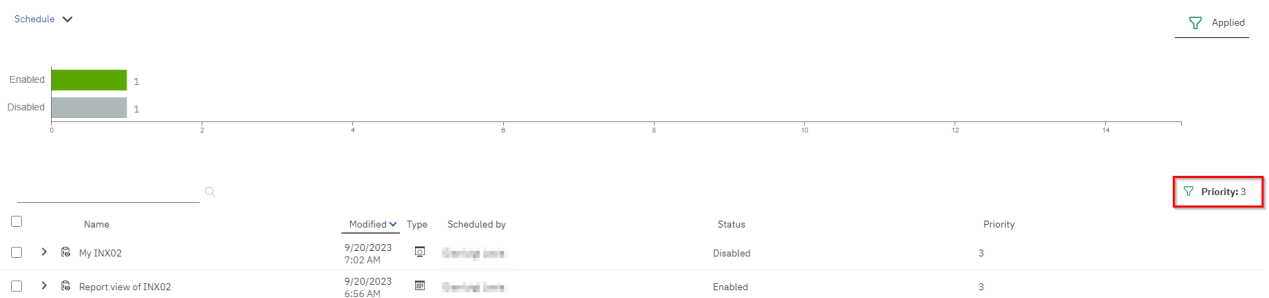 Schedule
Applied
Enabled 1
Disabled 1
0 2 4 6 8 10 12 14
Priority: 3
Name Modified Type Scheduled by Status Priority
My INX02 9/20/2023 7:02 AM Disabled 3
Report view of INX02 9/20/2023 6:56 AM Enabled 3